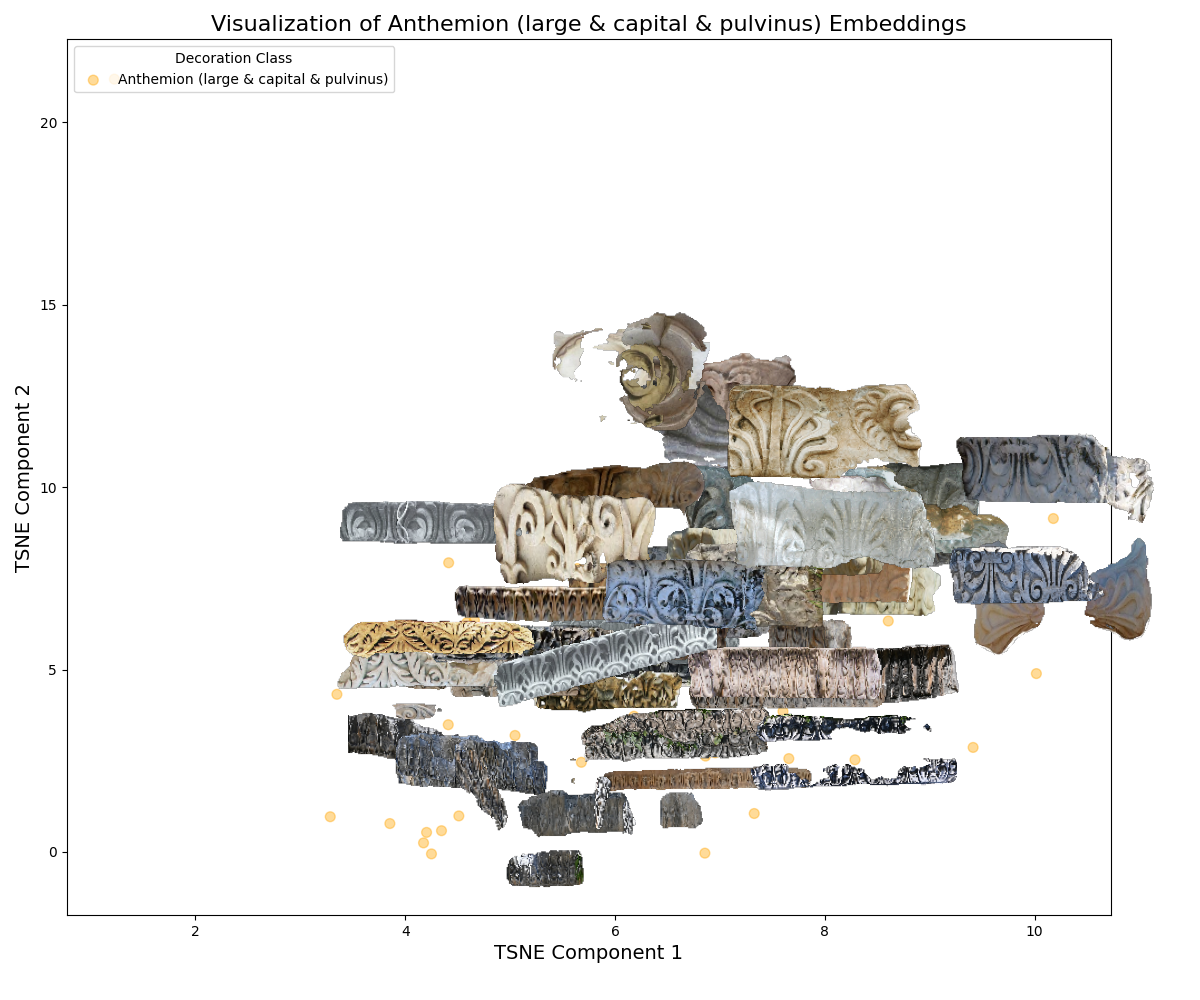 Visualization of Anthemion (large & capital & pulvinus) Embeddings
Decoration Class
Anthemion (large & capital & pulvinus)
20
15
10
5
0
TSNE Component 2
2
4
6
8
10
TSNE Component 1